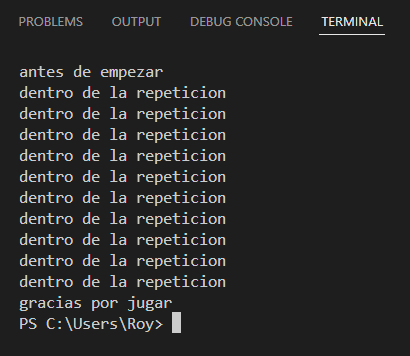 PROBLEMS OUTPUT DEBUG CONSOLE TERMINAL
antes de empezar
dentro de la repeticion
dentro de la repeticion
dentro de la repeticion
dentro de la repeticion
dentro de la repeticion
dentro de la repeticion
dentro de la repeticion
dentro de la repeticion
dentro de la repeticion
dentro de la repeticion
gracias por jugar
PS C:\Users\Roy>